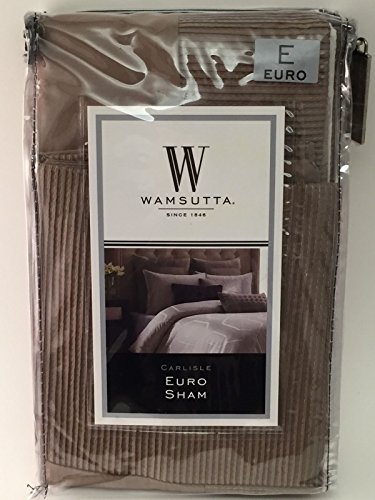 E
EURO
W
WAMSUTTA®
SINCE 1846
CARLISLE
EURO
SHAM